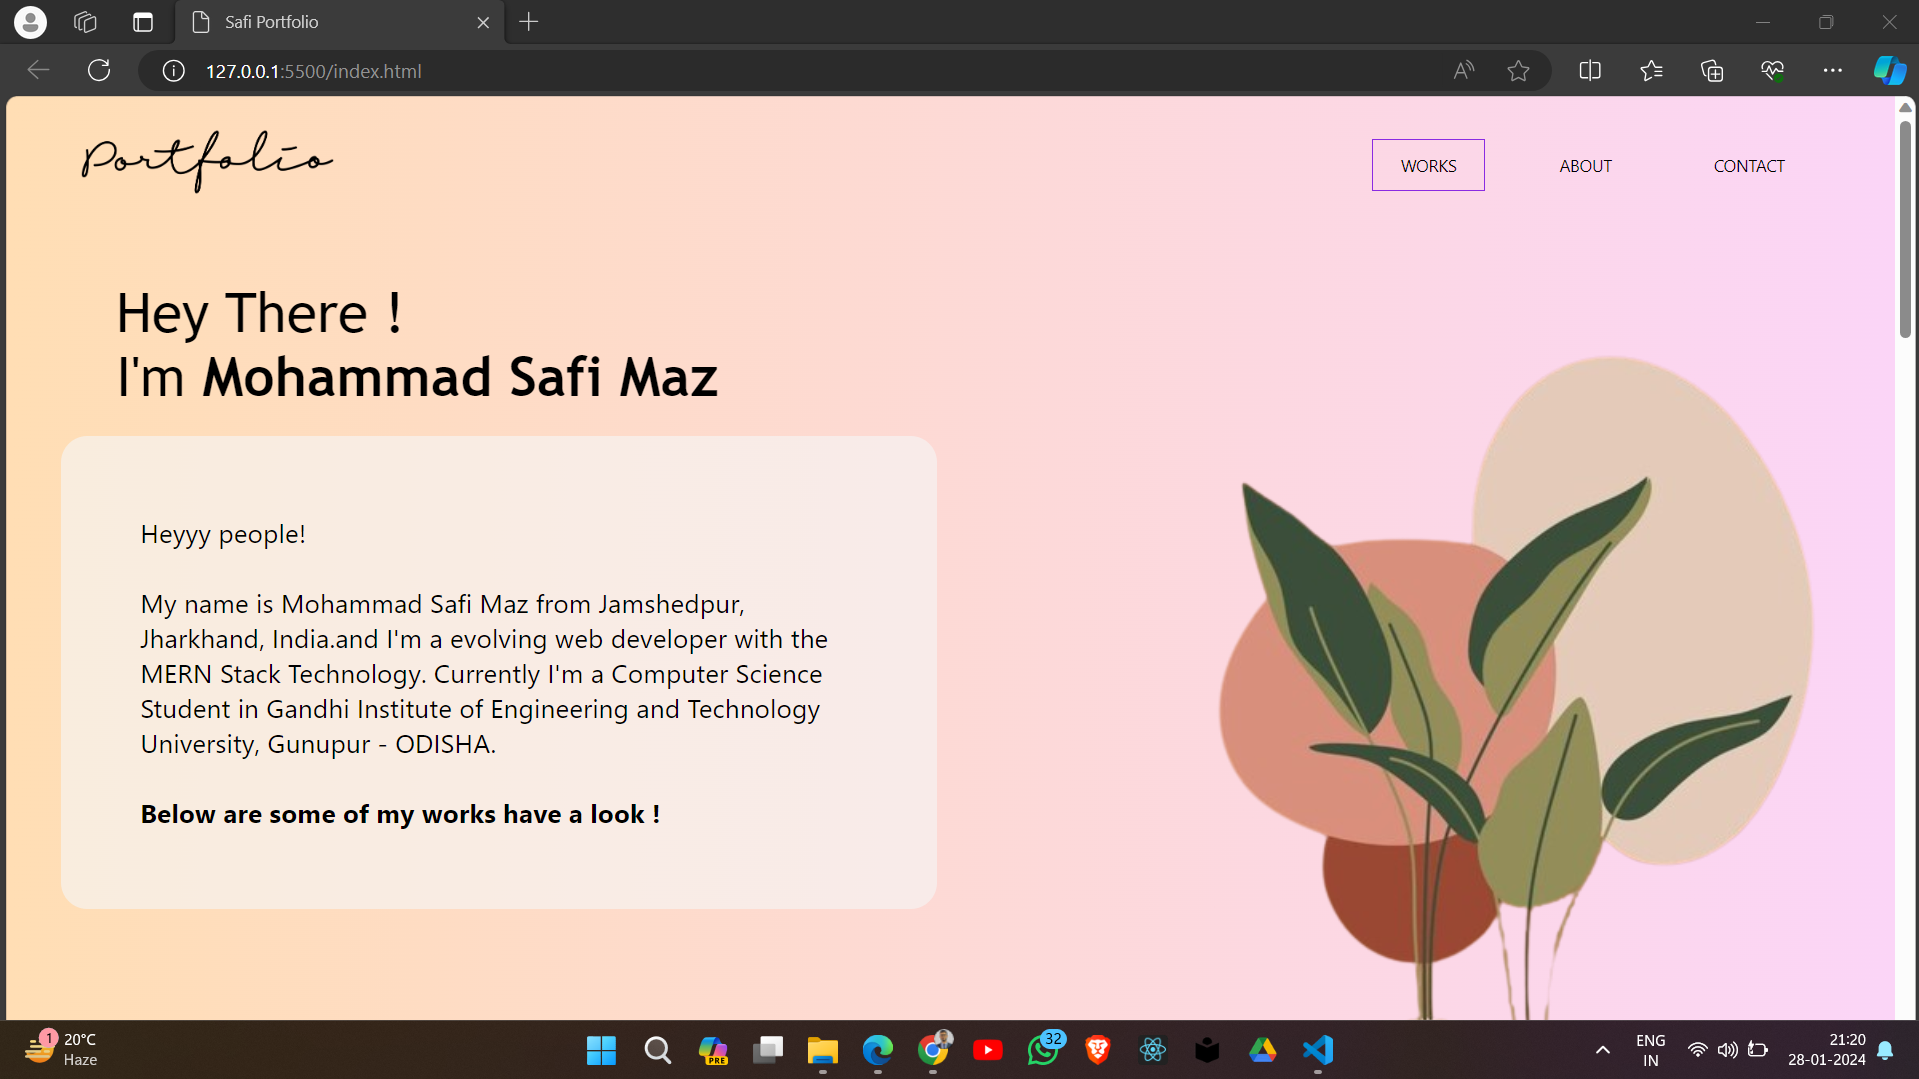 Safi Portfolio
127.0.0.1:5500/index.html
Portfolio
WORKS
ABOUT
CONTACT
Hey There !
I'm Mohammad Safi Maz
Heyyy people!
My name is Mohammad Safi Maz from Jamshedpur,
Jharkhand, India.and I'm a evolving web developer with the
MERN Stack Technology. Currently I'm a Computer Science
Student in Gandhi Institute of Engineering and Technology
University, Gunupur - ODISHA.
Below are some of my works have a look !
1
20°C
Haze
PRE
32
ENG
IN
21:20
28-01-2024